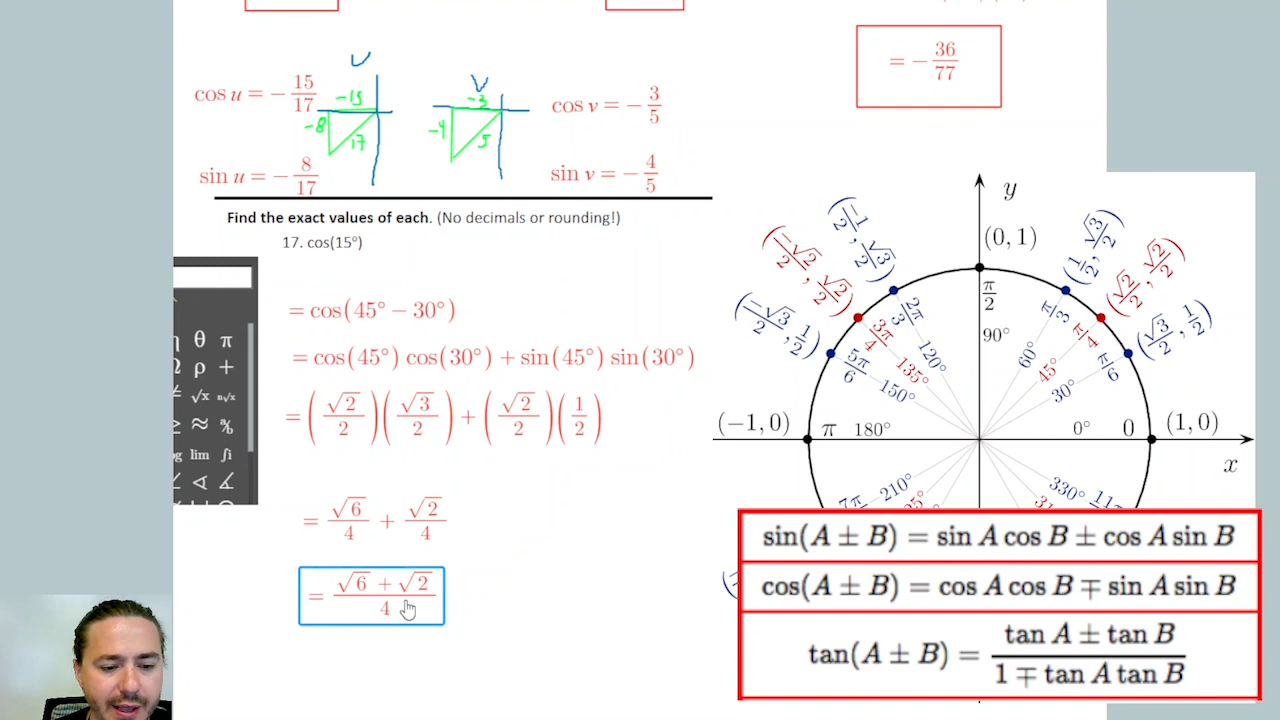 = − 36/77
cos u = − 15/17
U
−15
−8
17
V
−3
−4
5
cos v = − 3/5
sin u = − 8/17
sin v = − 4/5
Find the exact values of each. (No decimals or rounding!)
17. cos(15°)
= cos(45° − 30°)
= cos(45°) cos(30°) + sin(45°) sin(30°)
= (√2/2)(√3/2) + (√2/2)(1/2)
= √6/4 + √2/4
= (√6 + √2)/4
θ π
ρ +
√x n√x
≥ ≈ %
lim ∫i
y
(0, 1)
(−1/2, √3/2)
(−√2/2, √2/2)
(−√3/2, 1/2)
(1/2, √3/2)
(√2/2, √2/2)
(√3/2, 1/2)
π/2
90°
2π/3
120°
3π/4
135°
5π/6
150°
π/3
60°
π/4
45°
π/6
30°
(−1, 0)
π 180°
0° 0
(1, 0)
x
210°
330°
sin(A ± B) = sin A cos B ± cos A sin B
cos(A ± B) = cos A cos B ∓ sin A sin B
tan(A ± B) = (tan A ± tan B)/(1 ∓ tan A tan B)